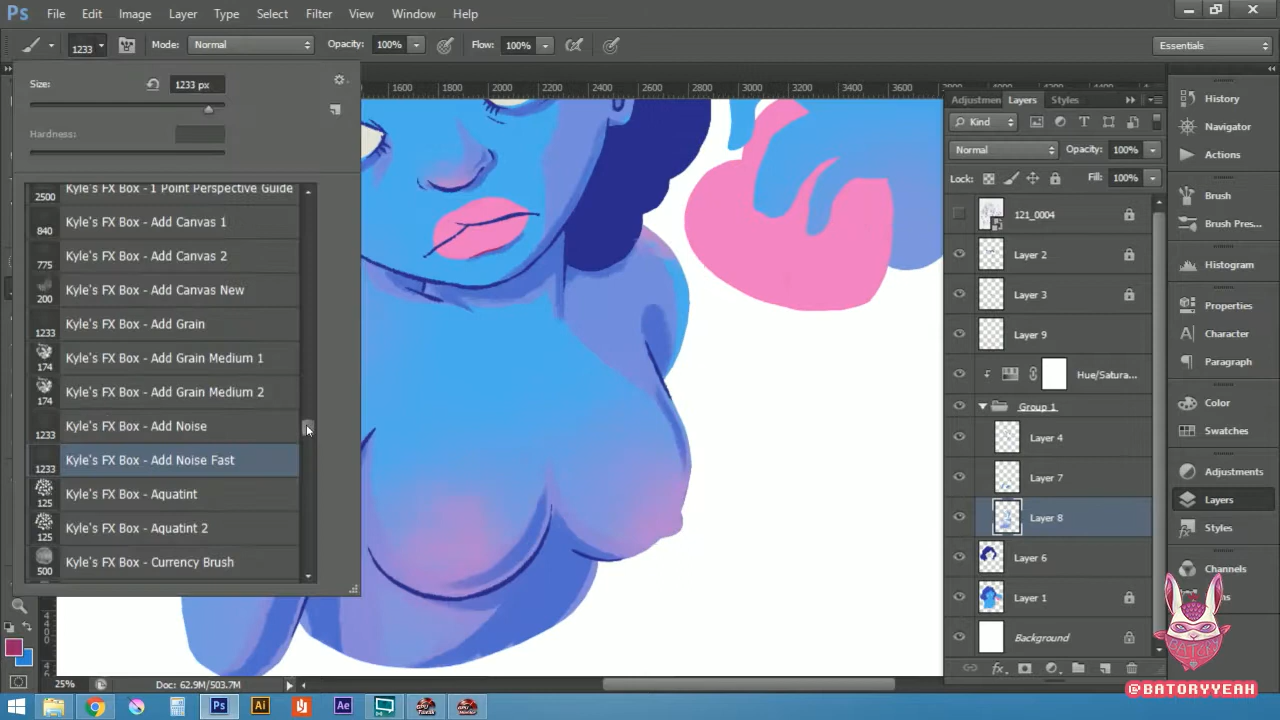 Ps File Edit Image Layer Type Select Filter Extract View Window Help
1233 Mode: Normal Opacity: 100% Flow: 100% Essentials
Size: 1233 px
Hardness:
2500 Kyle's FX Box - 1 Point Perspective Guide
840 Kyle's FX Box - Add Canvas 1
775 Kyle's FX Box - Add Canvas 2
200 Kyle's FX Box - Add Canvas New
1233 Kyle's FX Box - Add Grain
174 Kyle's FX Box - Add Grain Medium 1
174 Kyle's FX Box - Add Grain Medium 2
1233 Kyle's FX Box - Add Noise
1233 Kyle's FX Box - Add Noise Fast
125 Kyle's FX Box - Aquatint
125 Kyle's FX Box - Aquatint 2
500 Kyle's FX Box - Currency Brush
1600 1800 2000 2200 2400 2600 2800 3000 3200 3400 3600
Adjustmen Layers Styles
Kind
Normal Opacity: 100%
Lock: Fill: 100%
121_0004
Layer 2
Layer 3
Layer 9
Hue/Satura...
Group 1
Layer 4
Layer 7
Layer 8
Layer 6
Layer 1
Background
History
Navigator
Actions
Brush
Brush Pres...
Histogram
Properties
Character
Paragraph
Color
Swatches
Adjustments
Layers
Styles
Channels
BATORY
@BATORYYEAH
25% Doc: 62.9M/503.7M
Ps Ai Ae